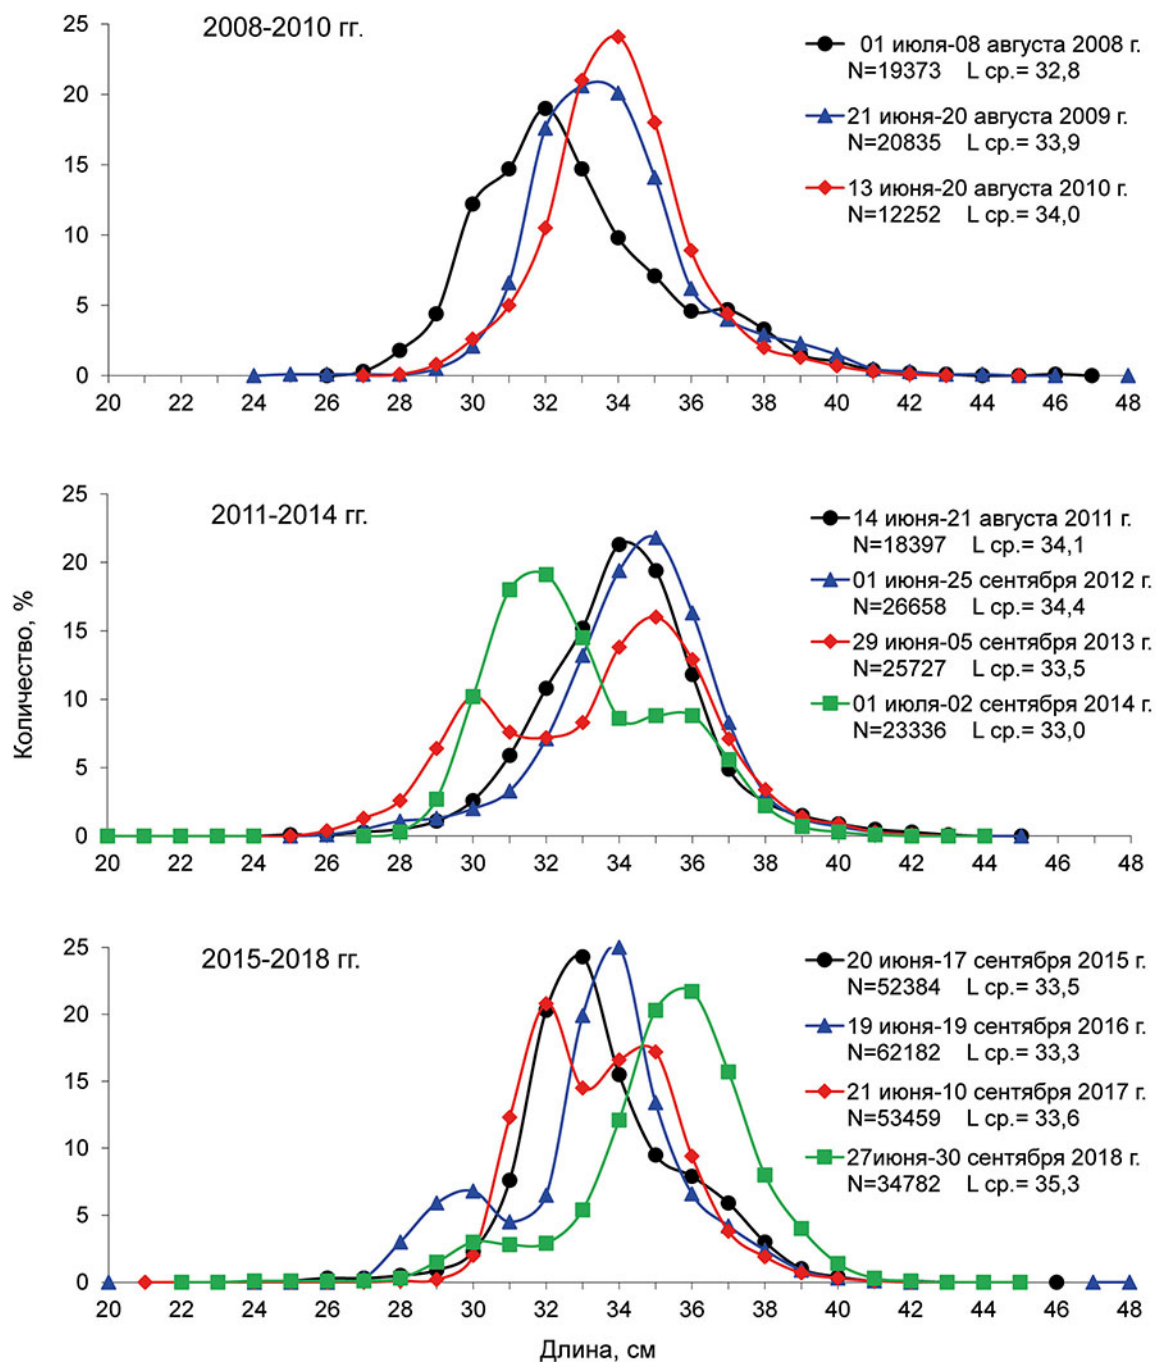 2008-2010 гг.
25
20
15
10
5
0
20 22 24 26 28 30 32 34 36 38 40 42 44 46 48
01 июля-08 августа 2008 г.
N=19373 L ср.= 32,8
21 июня-20 августа 2009 г.
N=20835 L ср.= 33,9
13 июня-20 августа 2010 г.
N=12252 L ср.= 34,0
Количество, %
2011-2014 гг.
25
20
15
10
5
0
20 22 24 26 28 30 32 34 36 38 40 42 44 46 48
14 июня-21 августа 2011 г.
N=18397 L ср.= 34,1
01 июня-25 сентября 2012 г.
N=26658 L ср.= 34,4
29 июня-05 сентября 2013 г.
N=25727 L ср.= 33,5
01 июля-02 сентября 2014 г.
N=23336 L ср.= 33,0
2015-2018 гг.
25
20
15
10
5
0
20 22 24 26 28 30 32 34 36 38 40 42 44 46 48
20 июня-17 сентября 2015 г.
N=52384 L ср.= 33,5
19 июня-19 сентября 2016 г.
N=62182 L ср.= 33,3
21 июня-10 сентября 2017 г.
N=53459 L ср.= 33,6
27июня-30 сентября 2018 г.
N=34782 L ср.= 35,3
Длина, см